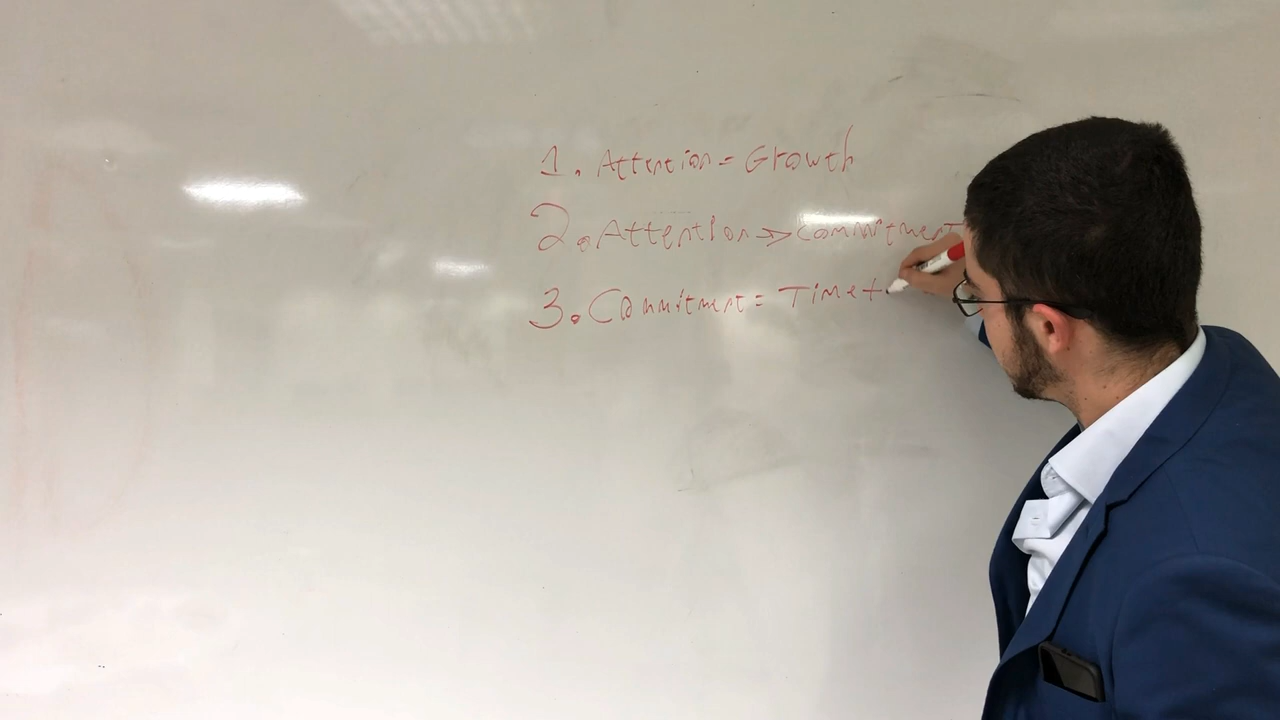 1. Attention = Growth
2. Attention => Commitment
3. Commitment = Time +